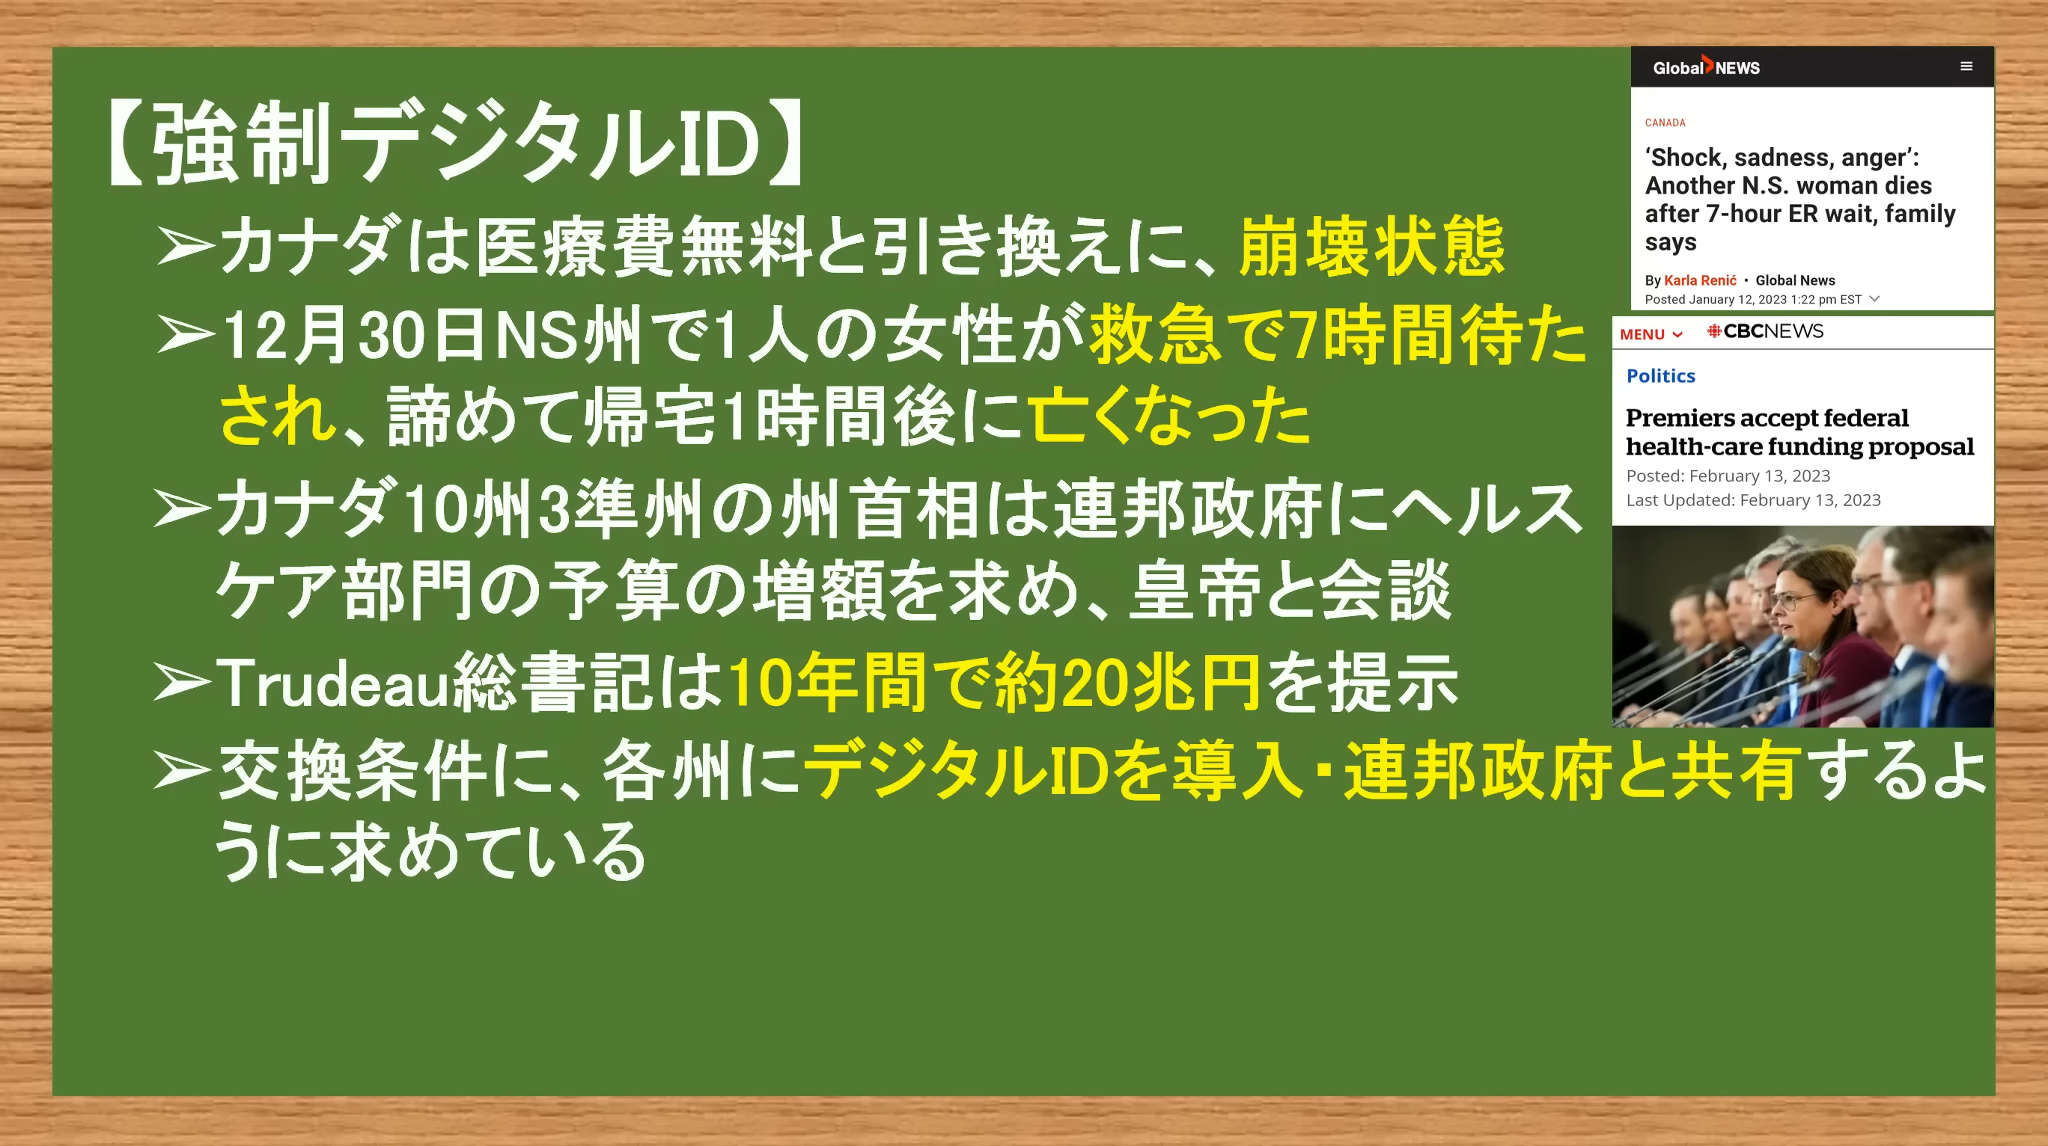 【強制デジタルID】
➢カナダは医療費無料と引き換えに、崩壊状態
➢12月30日NS州で1人の女性が救急で7時間待た
され、諦めて帰宅1時間後に亡くなった
➢カナダ10州3準州の州首相は連邦政府にヘルス
ケア部門の予算の増額を求め、皇帝と会談
➢Trudeau総書記は10年間で約20兆円を提示
➢交換条件に、各州にデジタルIDを導入・連邦政府と共有するよ
うに求めている
Global NEWS
CANADA
‘Shock, sadness, anger’:
Another N.S. woman dies
after 7-hour ER wait, family
says
By Karla Renić • Global News
Posted January 12, 2023 1:22 pm EST
MENU CBCNEWS
Politics
Premiers accept federal
health-care funding proposal
Posted: February 13, 2023
Last Updated: February 13, 2023